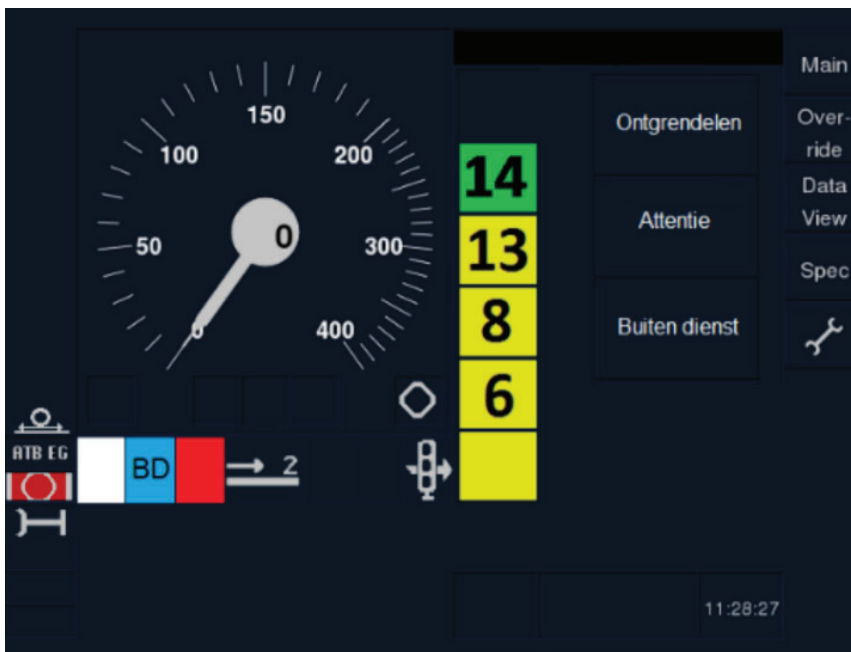 150
100
200
50
0
300
0
400
14
13
8
6
Ontgrendelen
Attentie
Buiten dienst
Main
Over-
ride
Data
View
Spec
ATB EG
BD
2
11:28:27